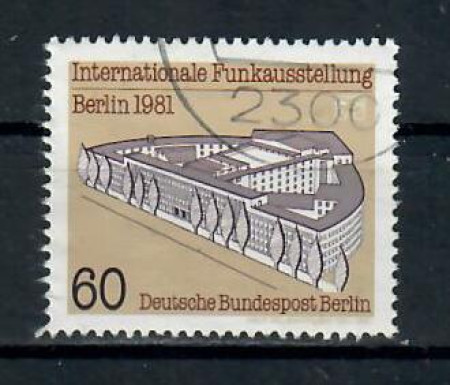 Internationale Funkausstellung
Berlin 1981
2300
60
Deutsche Bundespost Berlin